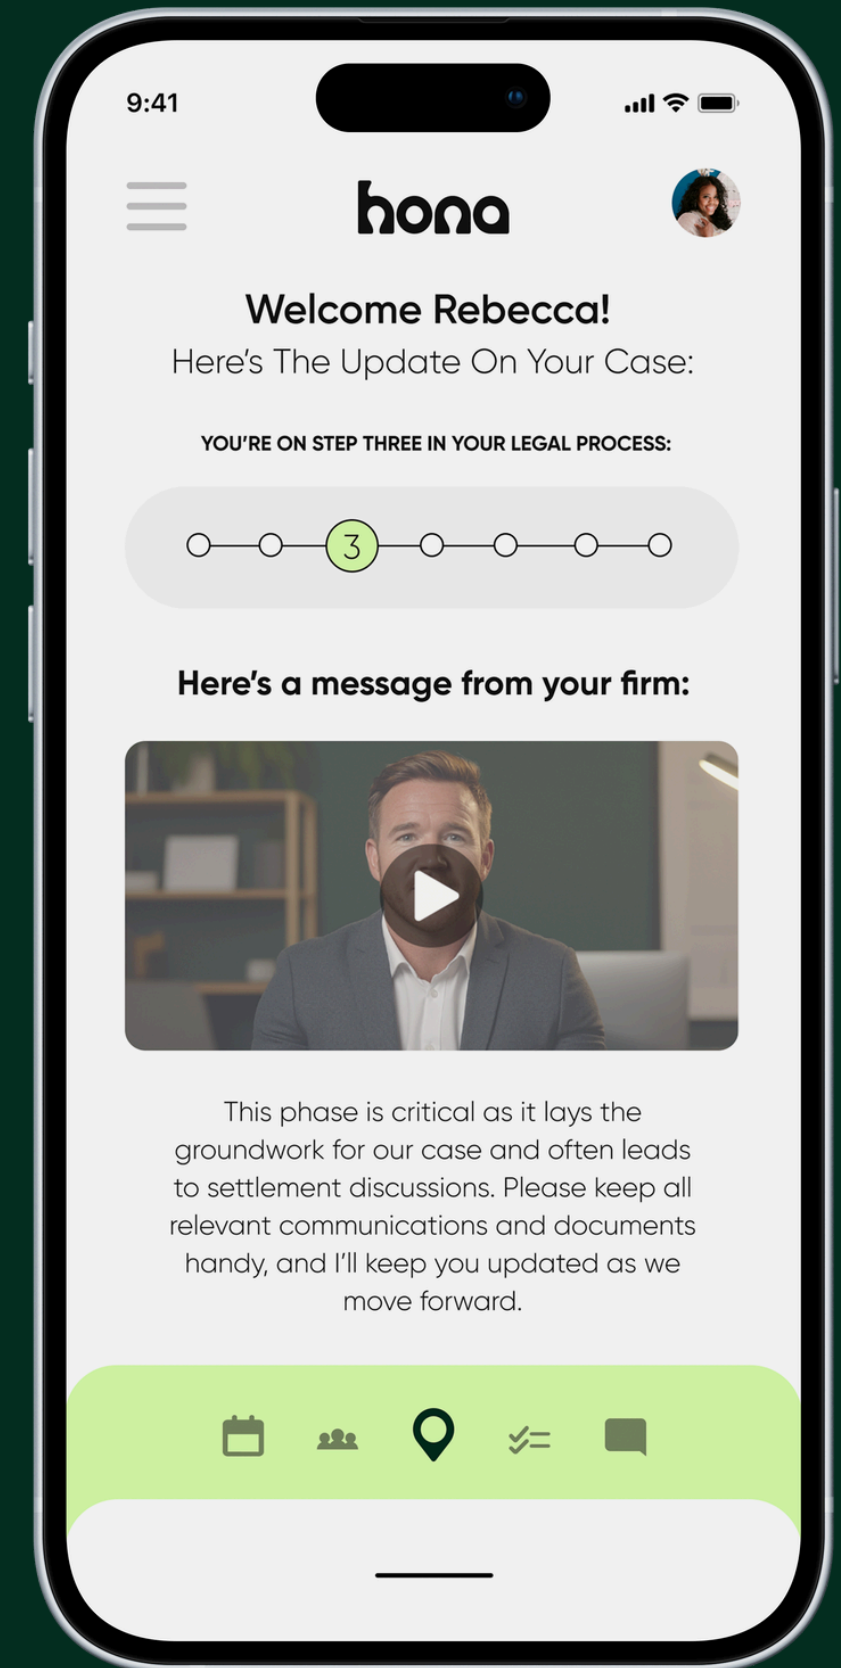 9:41
hona
Welcome Rebecca!
Here's The Update On Your Case:
YOU'RE ON STEP THREE IN YOUR LEGAL PROCESS:
3
Here's a message from your firm:
This phase is critical as it lays the
groundwork for our case and often leads
to settlement discussions. Please keep all
relevant communications and documents
handy, and I'll keep you updated as we
move forward.